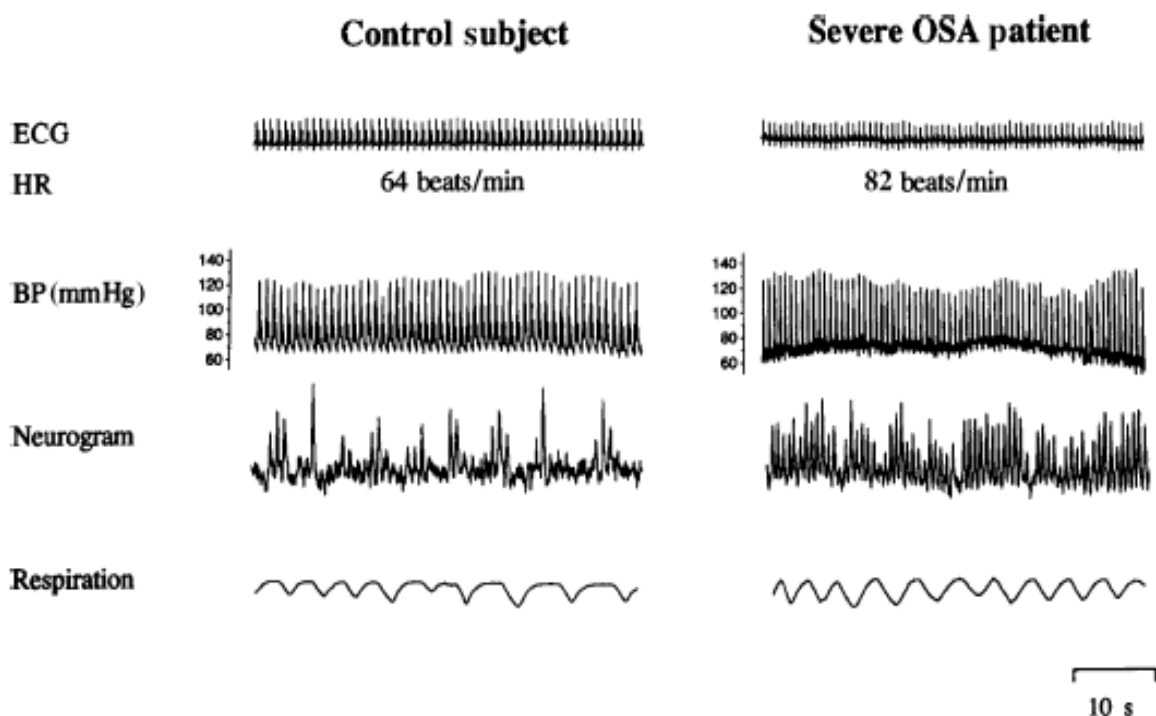 Control subject Severe OSA patient
ECG
HR 64 beats/min 82 beats/min
BP (mmHg) 140 120 100 80 60 140 120 100 80 60
Neurogram
Respiration
10 s